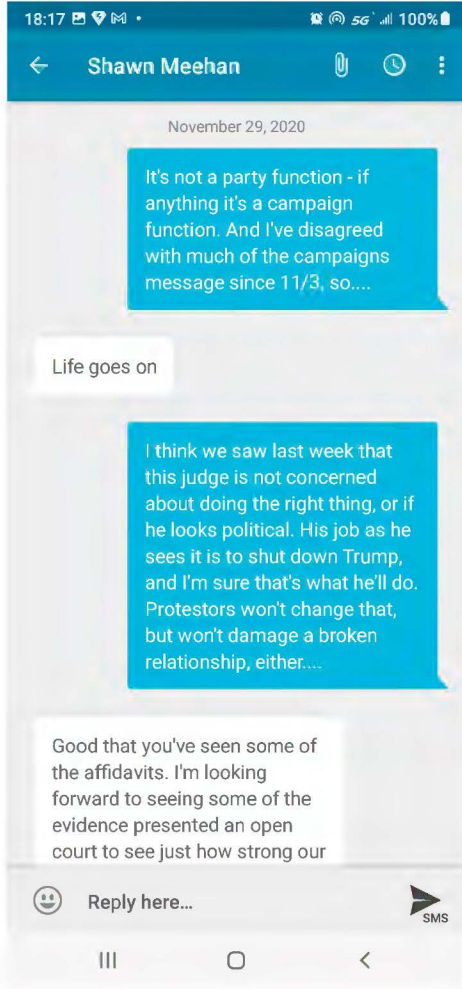 18:17
5G 100%
Shawn Meehan
November 29, 2020
It's not a party function - if
anything it's a campaign
function. And I've disagreed
with much of the campaigns
message since 11/3, so....
Life goes on
I think we saw last week that
this judge is not concerned
about doing the right thing, or if
he looks political. His job as he
sees it is to shut down Trump,
and I'm sure that's what he'll do.
Protestors won't change that,
but won't damage a broken
relationship, either....
Good that you've seen some of
the affidavits. I'm looking
forward to seeing some of the
evidence presented an open
court to see just how strong our
Reply here...
SMS